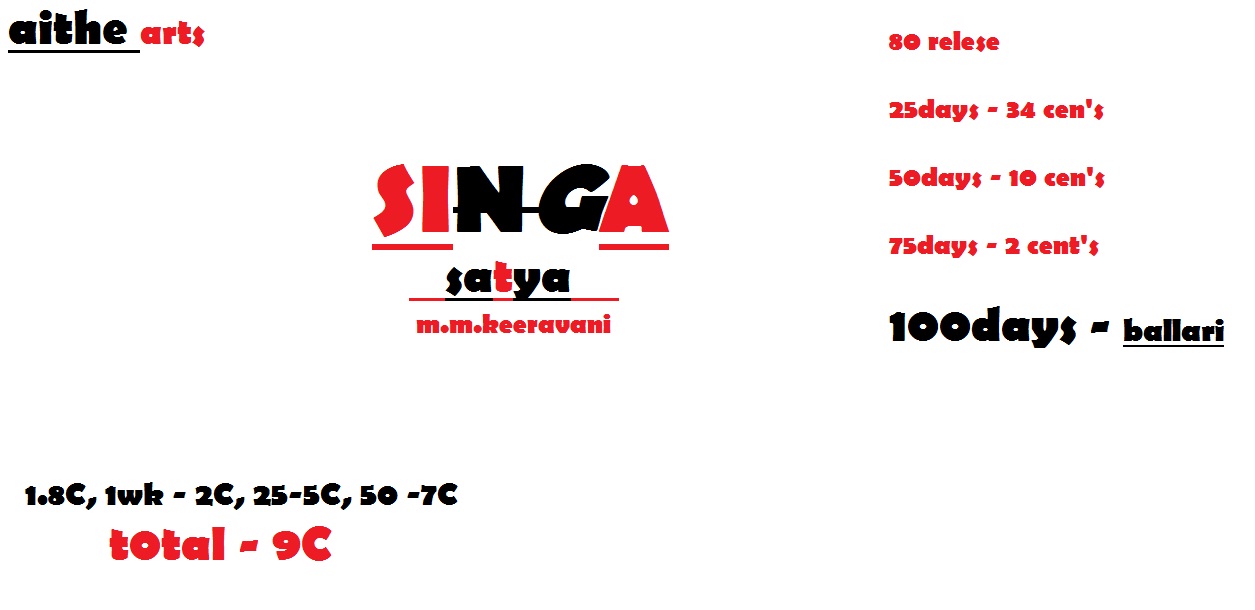 aithe arts
80 relese
25days - 34 cen's
50days - 10 cen's
75days - 2 cent's
100days - ballari
SINGA
satya
m.m.keeravani
1.8C, 1wk - 2C, 25-5C, 50 -7C
total - 9C